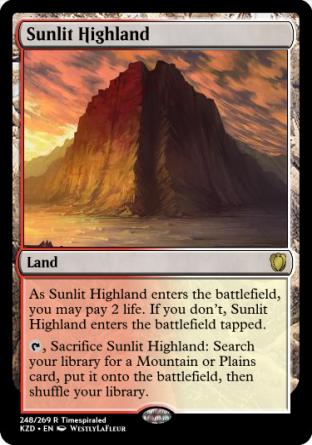 Sunlit Highland
Land
As Sunlit Highland enters the battlefield,
you may pay 2 life. If you don't, Sunlit
Highland enters the battlefield tapped.
, Sacrifice Sunlit Highland: Search
your library for a Mountain or Plains
card, put it onto the battlefield, then
shuffle your library.
248/269 R Timespiraled
KZD • EN WestlyLaFleur